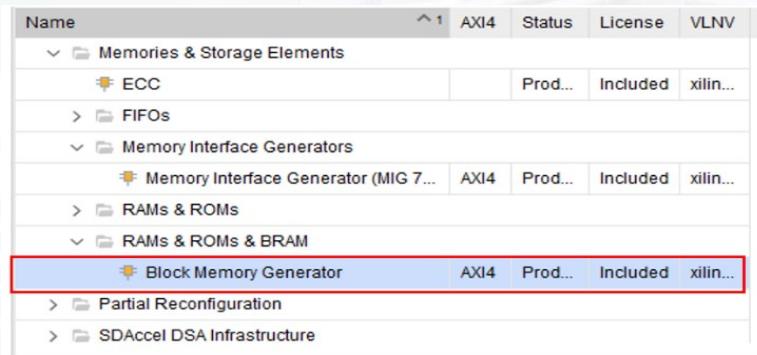 Name 1 AXI4 Status License VLNV
Memories & Storage Elements
ECC Prod... Included xilin...
FIFOs
Memory Interface Generators
Memory Interface Generator (MIG 7... AXI4 Prod... Included xilin...
RAMs & ROMs
RAMs & ROMs & BRAM
Block Memory Generator AXI4 Prod... Included xilin...
Partial Reconfiguration
SDAccel DSA Infrastructure